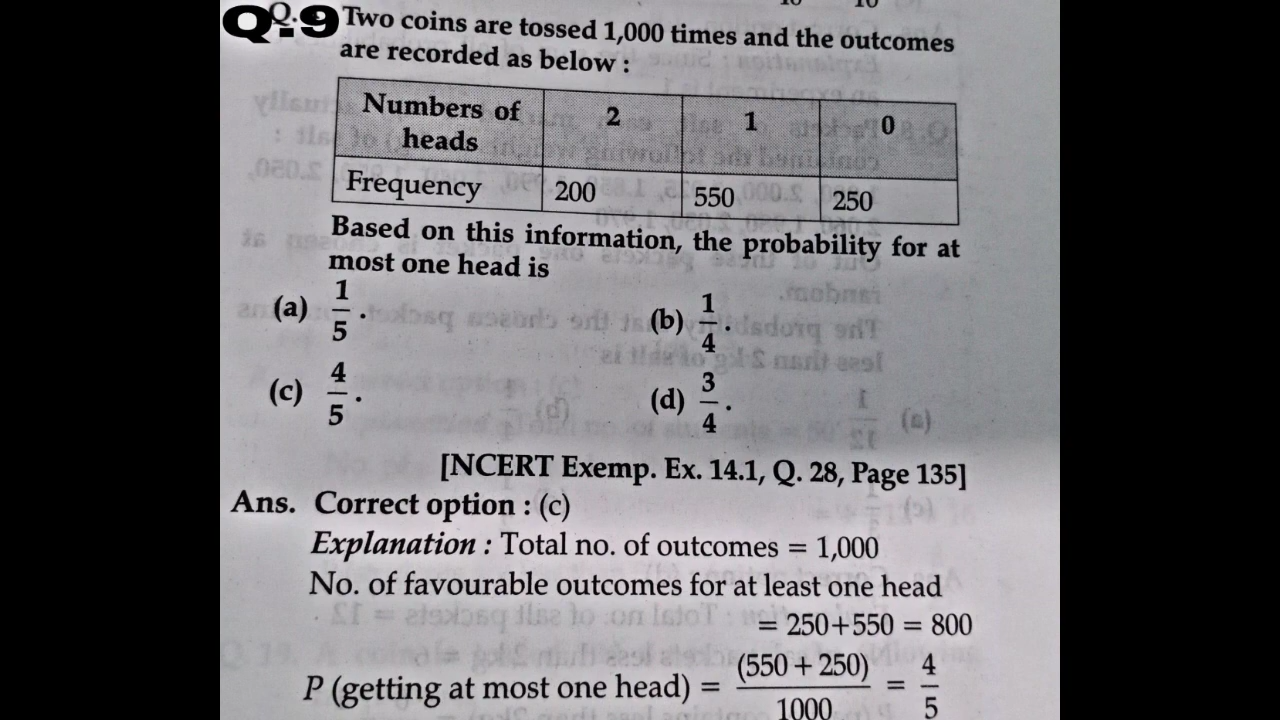 Q.9 Two coins are tossed 1,000 times and the outcomes
are recorded as below :
Numbers of heads 2 1 0
Frequency 200 550 250
Based on this information, the probability for at
most one head is
(a) 1/5 . (b) 1/4 .
(c) 4/5 . (d) 3/4 .
[NCERT Exemp. Ex. 14.1, Q. 28, Page 135]
Ans. Correct option : (c)
Explanation : Total no. of outcomes = 1,000
No. of favourable outcomes for at least one head
= 250+550 = 800
P (getting at most one head) = (550 + 250)/1000 = 4/5